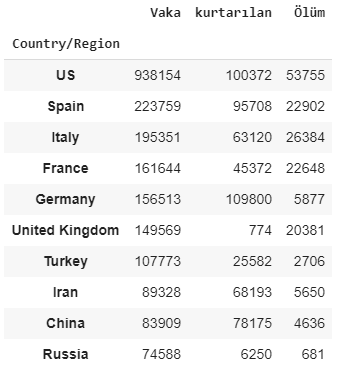 Vaka kurtarılan Ölüm
Country/Region
US 938154 100372 53755
Spain 223759 95708 22902
Italy 195351 63120 26384
France 161644 45372 22648
Germany 156513 109800 5877
United Kingdom 149569 774 20381
Turkey 107773 25582 2706
Iran 89328 68193 5650
China 83909 78175 4636
Russia 74588 6250 681